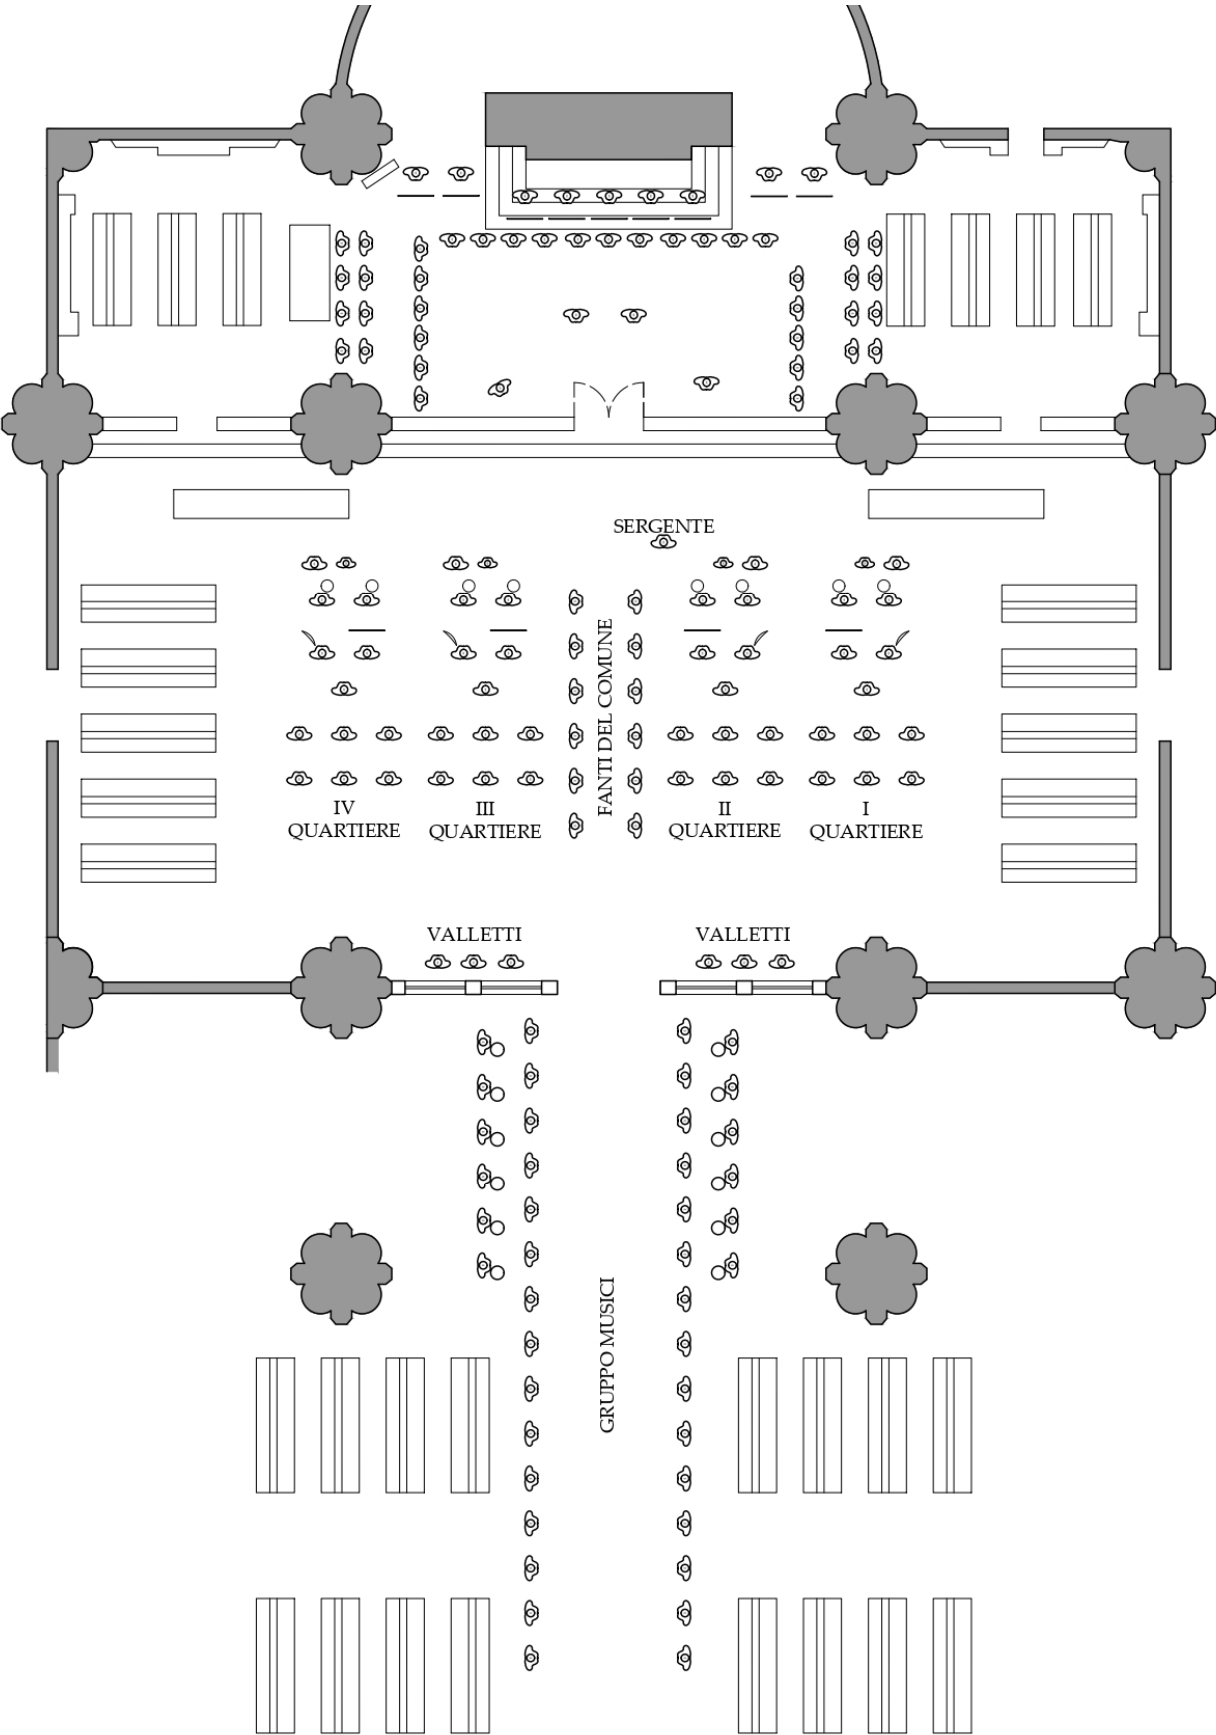 SERGENTE
FANTI DEL COMUNE
IV
QUARTIERE
III
QUARTIERE
II
QUARTIERE
I
QUARTIERE
VALLETTI
VALLETTI
GRUPPO MUSICI